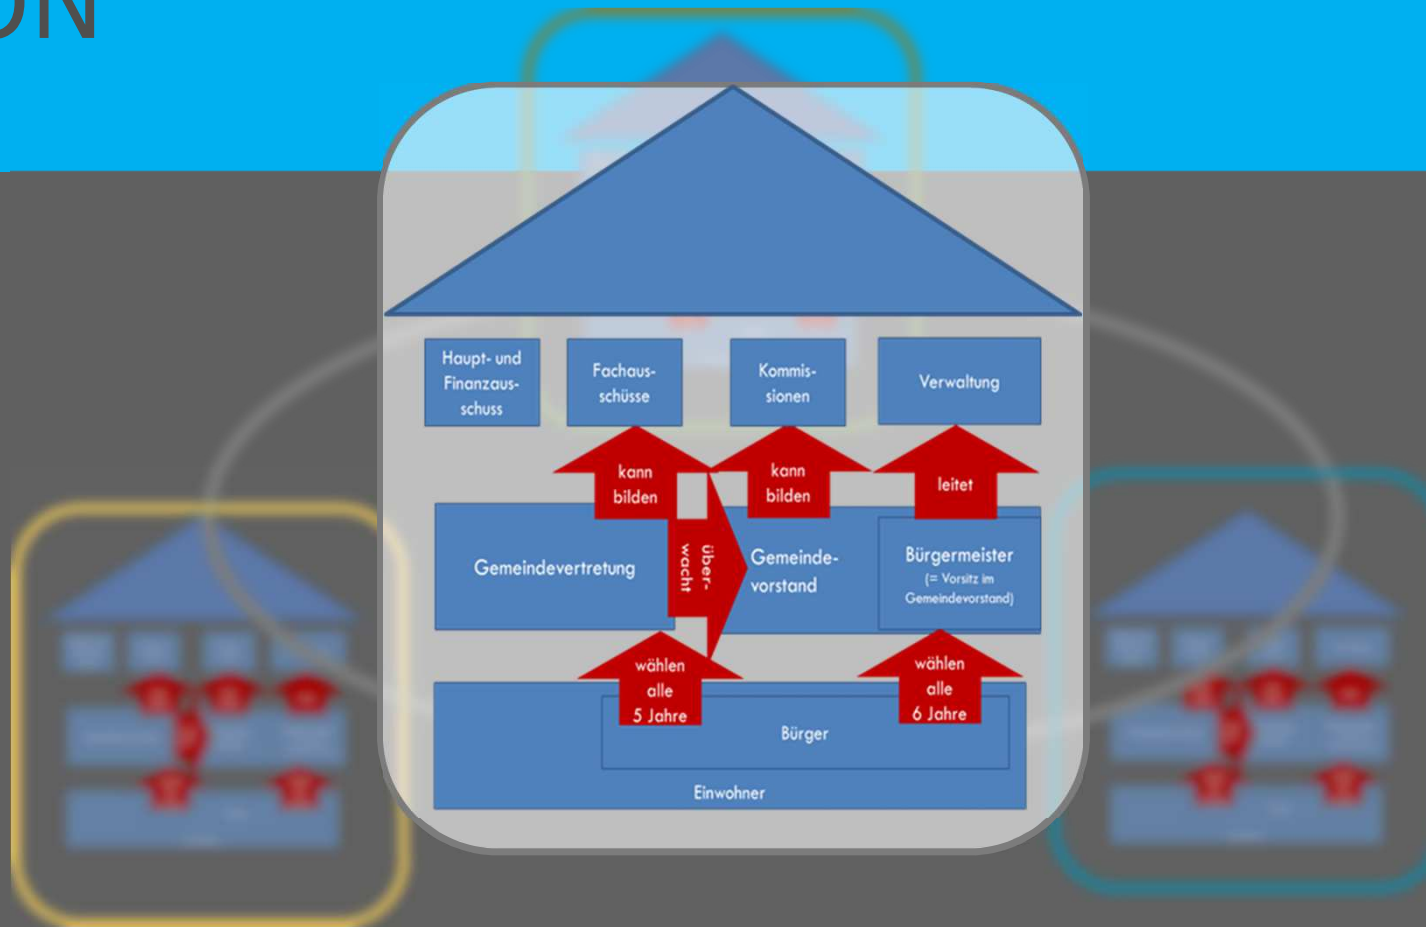 ON
Haupt- und
Finanzaus-
schuss
Fachaus-
schüsse
Kommis-
sionen
Verwaltung
kann
bilden
kann
bilden
leitet
Gemeindevertretung
über-
wacht
Gemeinde-
vorstand
Bürgermeister
(= Vorsitz im
Gemeindevorstand)
wählen
alle
5 Jahre
wählen
alle
6 Jahre
Bürger
Einwohner